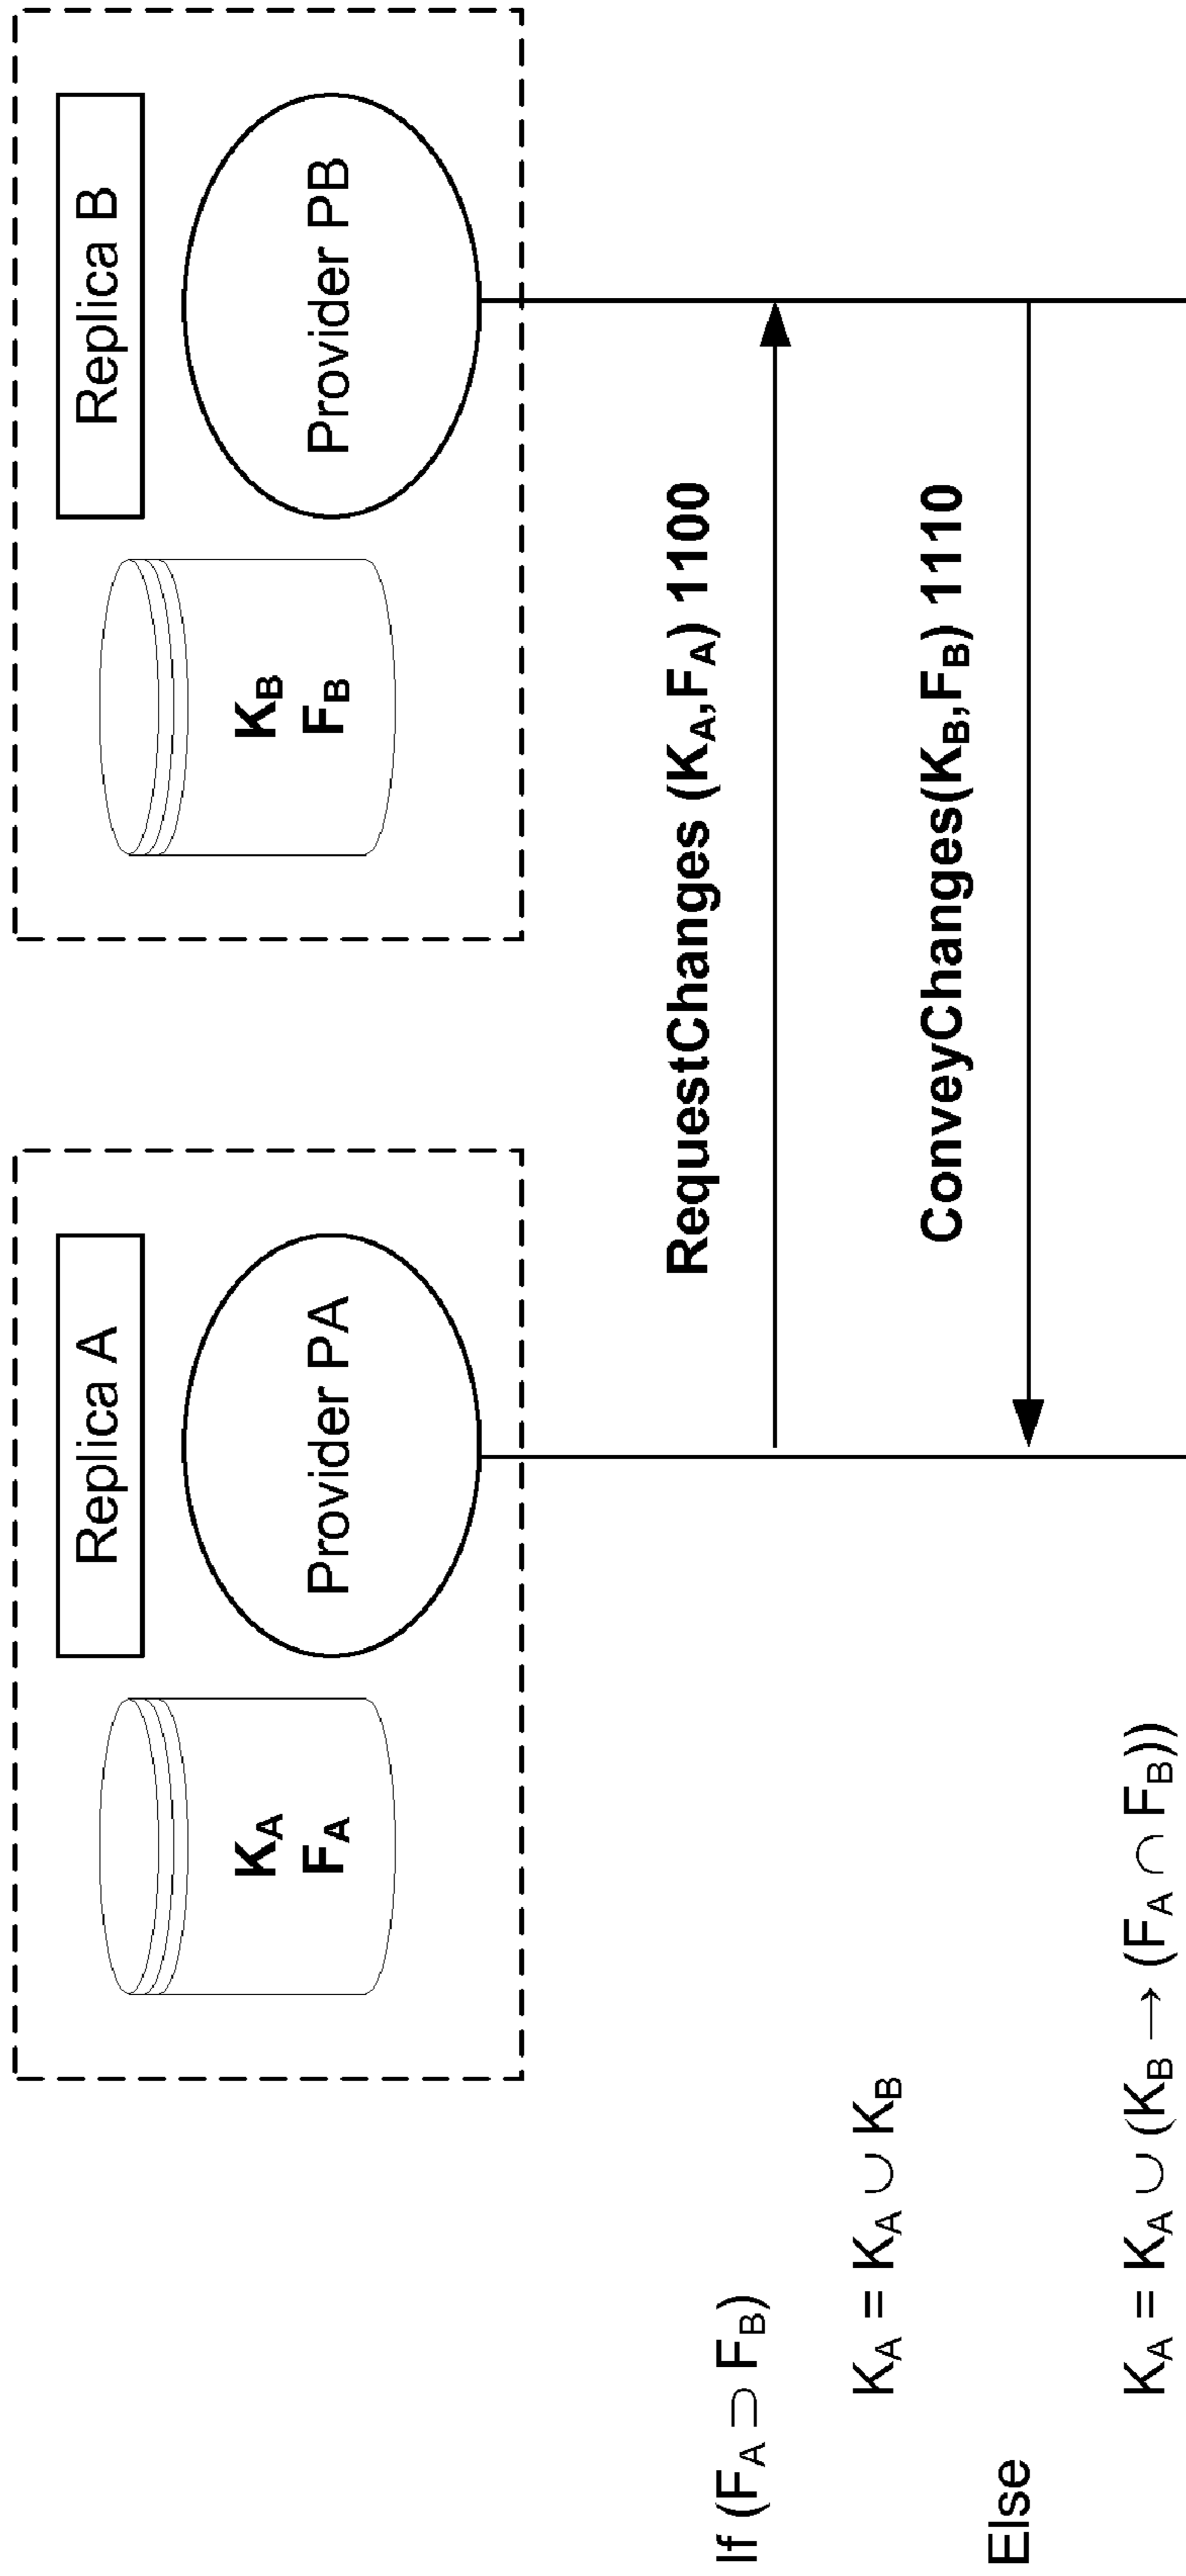 Replica A
K_A
F_A
Provider PA
Replica B
K_B
F_B
Provider PB
RequestChanges (K_A,F_A) 1100
If (F_A ⊃ F_B)
K_A = K_A ∪ K_B
ConveyChanges(K_B,F_B) 1110
Else
K_A = K_A ∪ (K_B → (F_A ∩ F_B))